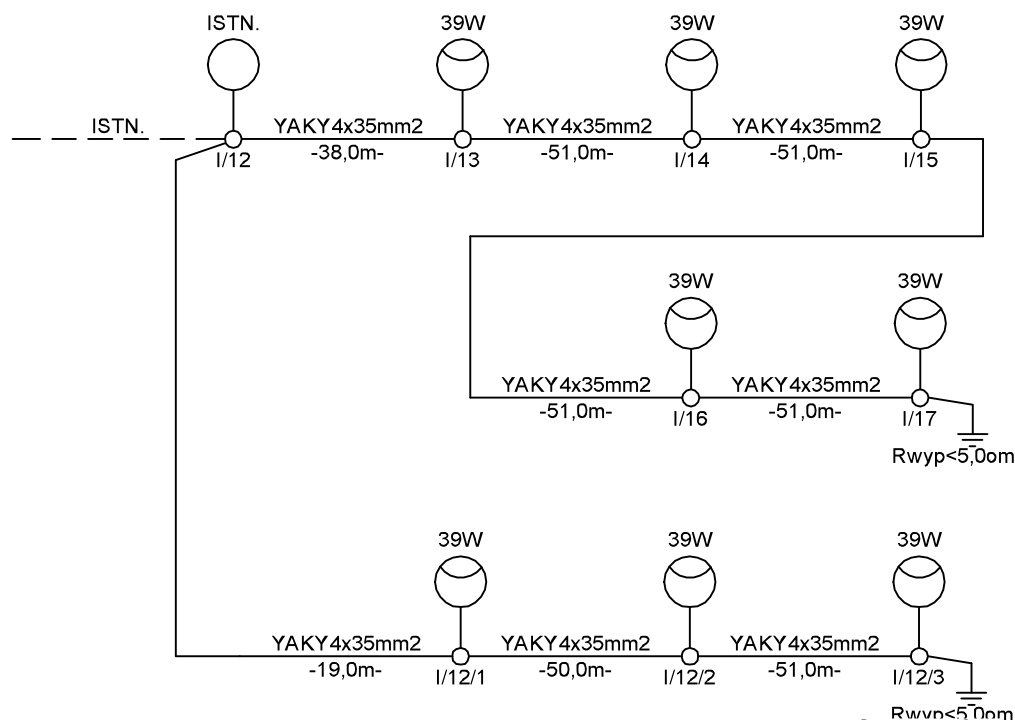 ISTN. 39W 39W 39W
ISTN. YAKY4x35mm2 YAKY4x35mm2 YAKY4x35mm2
-38,0m- -51,0m- -51,0m-
I/12 I/13 I/14 I/15
39W 39W
YAKY4x35mm2 YAKY4x35mm2
-51,0m- -51,0m-
I/16 I/17
Rwyp<5,0om
39W 39W 39W
YAKY4x35mm2 YAKY4x35mm2 YAKY4x35mm2
-19,0m- -50,0m- -51,0m-
I/12/1 I/12/2 I/12/3
Rwyp<5,0om